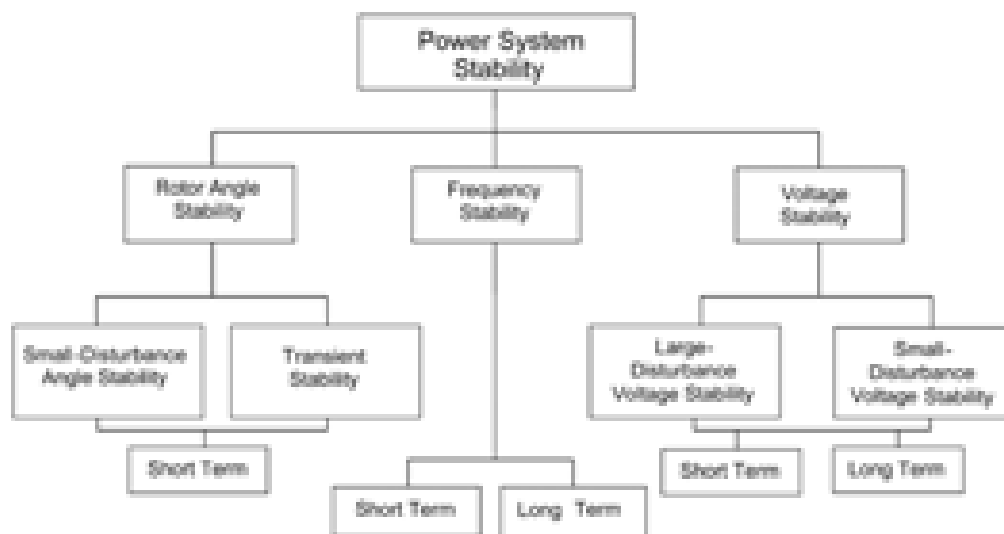 Power System
Stability
Rotor Angle
Stability
Frequency
Stability
Voltage
Stability
Small-Disturbance
Angle Stability
Transient
Stability
Large-
Disturbance
Voltage Stability
Small-
Disturbance
Voltage Stability
Short Term
Short Term
Long Term
Short Term
Long Term